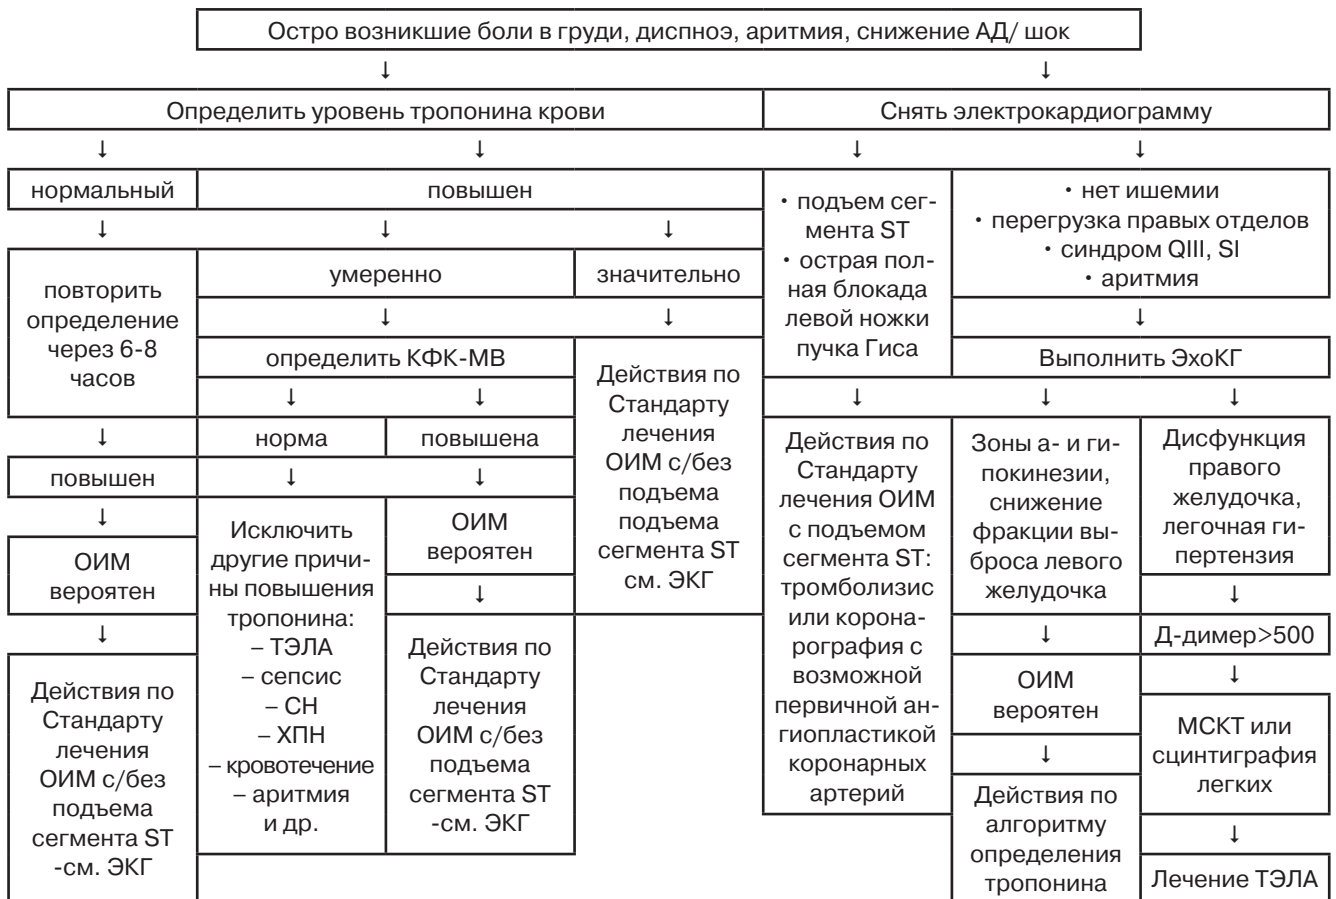 Остро возникшие боли в груди, диспноэ, аритмия, снижение АД/ шок
↓
↓
Определить уровень тропонина крови
Снять электрокардиограмму
↓
↓
↓
↓
нормальный
повышен
• подъем сег-
мента ST
• острая пол-
ная блокада
левой ножки
пучка Гиса
• нет ишемии
• перегрузка правых отделов
• синдром QIII, SI
• аритмия
↓
↓
↓
повторить
определение
через 6-8
часов
умеренно
значительно
↓
↓
↓
определить КФК-МВ
Действия по
Стандарту
лечения
ОИМ с/без
подъема
подъема
сегмента ST
см. ЭКГ
Выполнить ЭхоКГ
↓
↓
↓
↓
↓
↓
норма
повышена
Действия по
Стандарту
лечения ОИМ
с подъемом
сегмента ST:
тромболизис
или корона-
рография с
возможной
первичной ан-
гиопластикой
коронарных
артерий
Зоны а- и ги-
покинезии,
снижение
фракции вы-
броса левого
желудочка
Дисфункция
правого
желудочка,
легочная ги-
пертензия
повышен
↓
↓
↓
Исключить
другие причи-
ны повышения
тропонина:
– ТЭЛА
– сепсис
– СН
– ХПН
– кровотечение
– аритмия
и др.
ОИМ
вероятен
ОИМ
вероятен
↓
↓
↓
Действия по
Стандарту
лечения
ОИМ с/без
подъема
сегмента ST
-см. ЭКГ
↓
Д-димер>500
Действия по
Стандарту
лечения
ОИМ с/без
подъема
сегмента ST
-см. ЭКГ
ОИМ
вероятен
↓
МСКТ или
сцинтиграфия
легких
↓
Действия по
алгоритму
определения
тропонина
↓
Лечение ТЭЛА